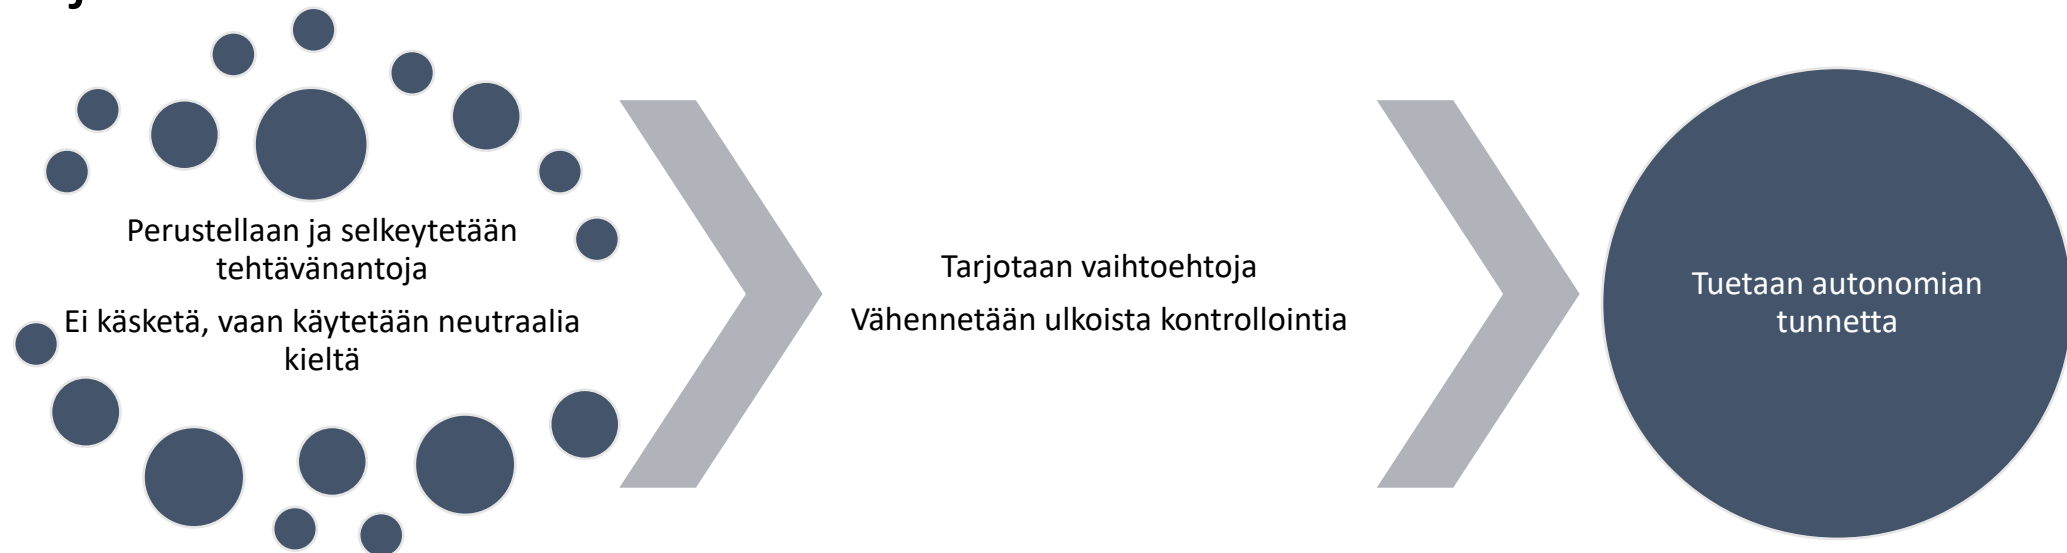 Perustellaan ja selkeytetään
tehtävänantoja
Ei käsketä, vaan käytetään neutraalia
kieltä
Tarjotaan vaihtoehtoja
Vähennetään ulkoista kontrollointia
Tuetaan autonomian
tunnetta